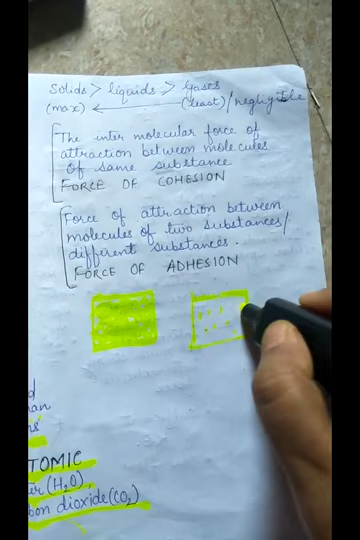 Solids > liquids > gases
(max) ← (least)/negligible
The inter molecular force of
attraction between molecules
of same substance
FORCE OF COHESION
Force of attraction between
molecules of two substances/
different substances.
FORCE OF ADHESION
TOMIC
(H₂O),
bon dioxide(CO₂)